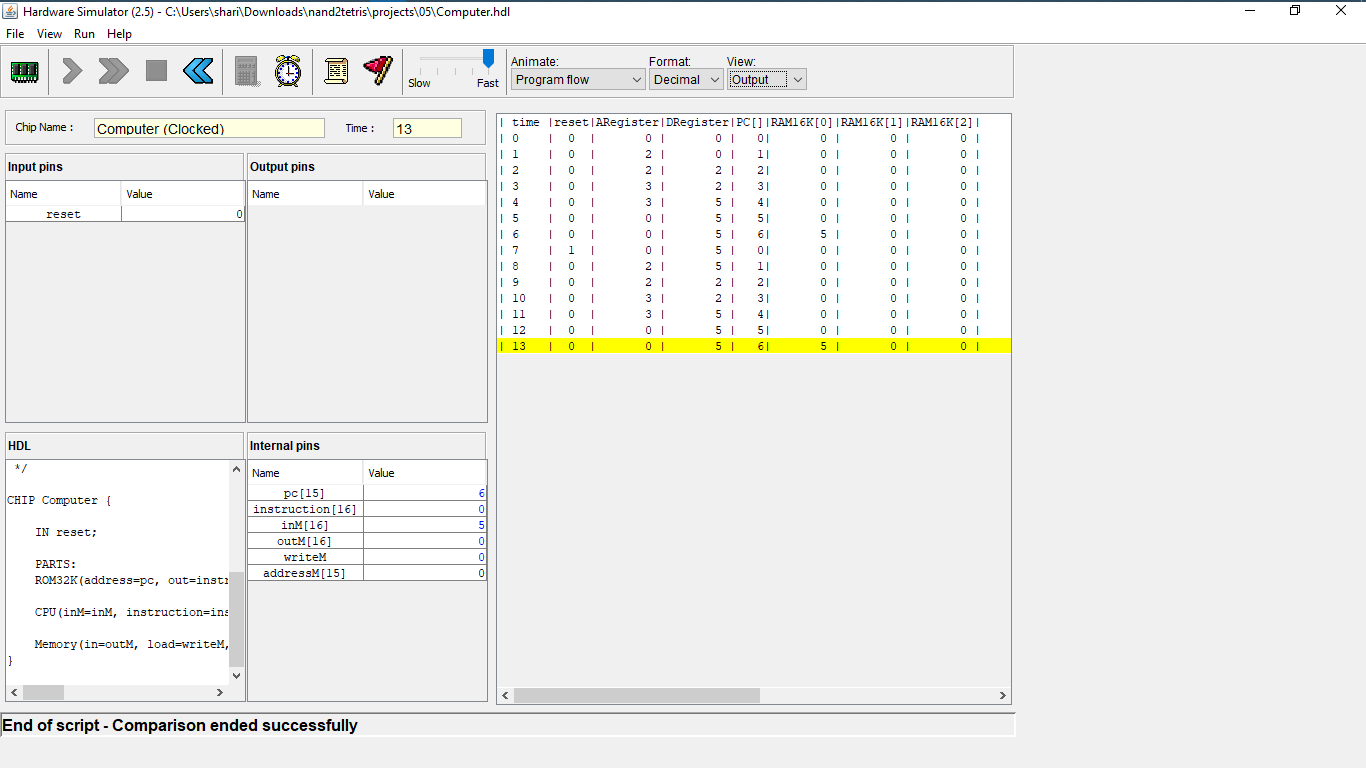 Hardware Simulator (2.5) - C:\Users\shari\Downloads\nand2tetris\projects\05\Computer.hdl
File View Run Help
Slow Fast
Animate: Format: View:
Program flow Decimal Output
Chip Name : Computer (Clocked) Time : 13
Input pins
Name Value
reset 0
Output pins
Name Value
HDL
*/
CHIP Computer {
IN reset;
PARTS:
ROM32K(address=pc, out=instr
CPU(inM=inM, instruction=ins
Memory(in=outM, load=writeM,
}
Internal pins
Name Value
pc[15] 6
instruction[16] 0
inM[16] 5
outM[16] 0
writeM 0
addressM[15] 0
| time |reset|ARegister|DRegister|PC[]|RAM16K[0]|RAM16K[1]|RAM16K[2]|
| 0 | 0 | 0 | 0 | 0| 0 | 0 | 0 |
| 1 | 0 | 2 | 0 | 1| 0 | 0 | 0 |
| 2 | 0 | 2 | 2 | 2| 0 | 0 | 0 |
| 3 | 0 | 3 | 2 | 3| 0 | 0 | 0 |
| 4 | 0 | 3 | 5 | 4| 0 | 0 | 0 |
| 5 | 0 | 0 | 5 | 5| 0 | 0 | 0 |
| 6 | 0 | 0 | 5 | 6| 5 | 0 | 0 |
| 7 | 1 | 0 | 5 | 0| 0 | 0 | 0 |
| 8 | 0 | 2 | 5 | 1| 0 | 0 | 0 |
| 9 | 0 | 2 | 2 | 2| 0 | 0 | 0 |
| 10 | 0 | 3 | 2 | 3| 0 | 0 | 0 |
| 11 | 0 | 3 | 5 | 4| 0 | 0 | 0 |
| 12 | 0 | 0 | 5 | 5| 0 | 0 | 0 |
| 13 | 0 | 0 | 5 | 6| 5 | 0 | 0 |
End of script - Comparison ended successfully